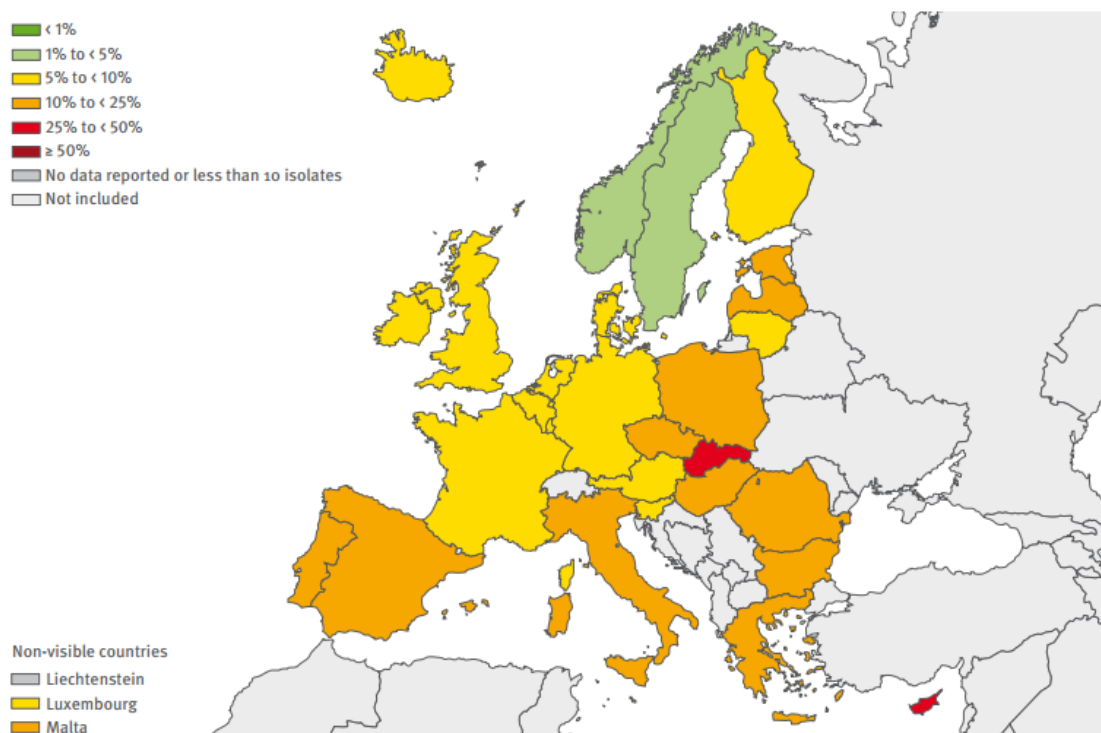 < 1%
1% to < 5%
5% to < 10%
10% to < 25%
25% to < 50%
≥ 50%
No data reported or less than 10 isolates
Not included
Non-visible countries
Liechtenstein
Luxembourg
Malta